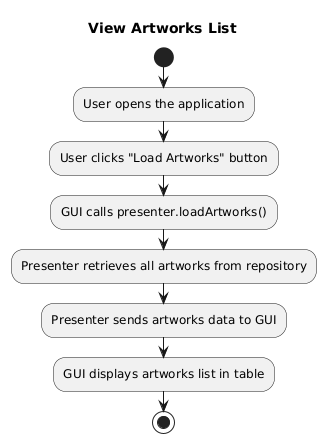 View Artworks List
User opens the application
User clicks "Load Artworks" button
GUI calls presenter.loadArtworks()
Presenter retrieves all artworks from repository
Presenter sends artworks data to GUI
GUI displays artworks list in table